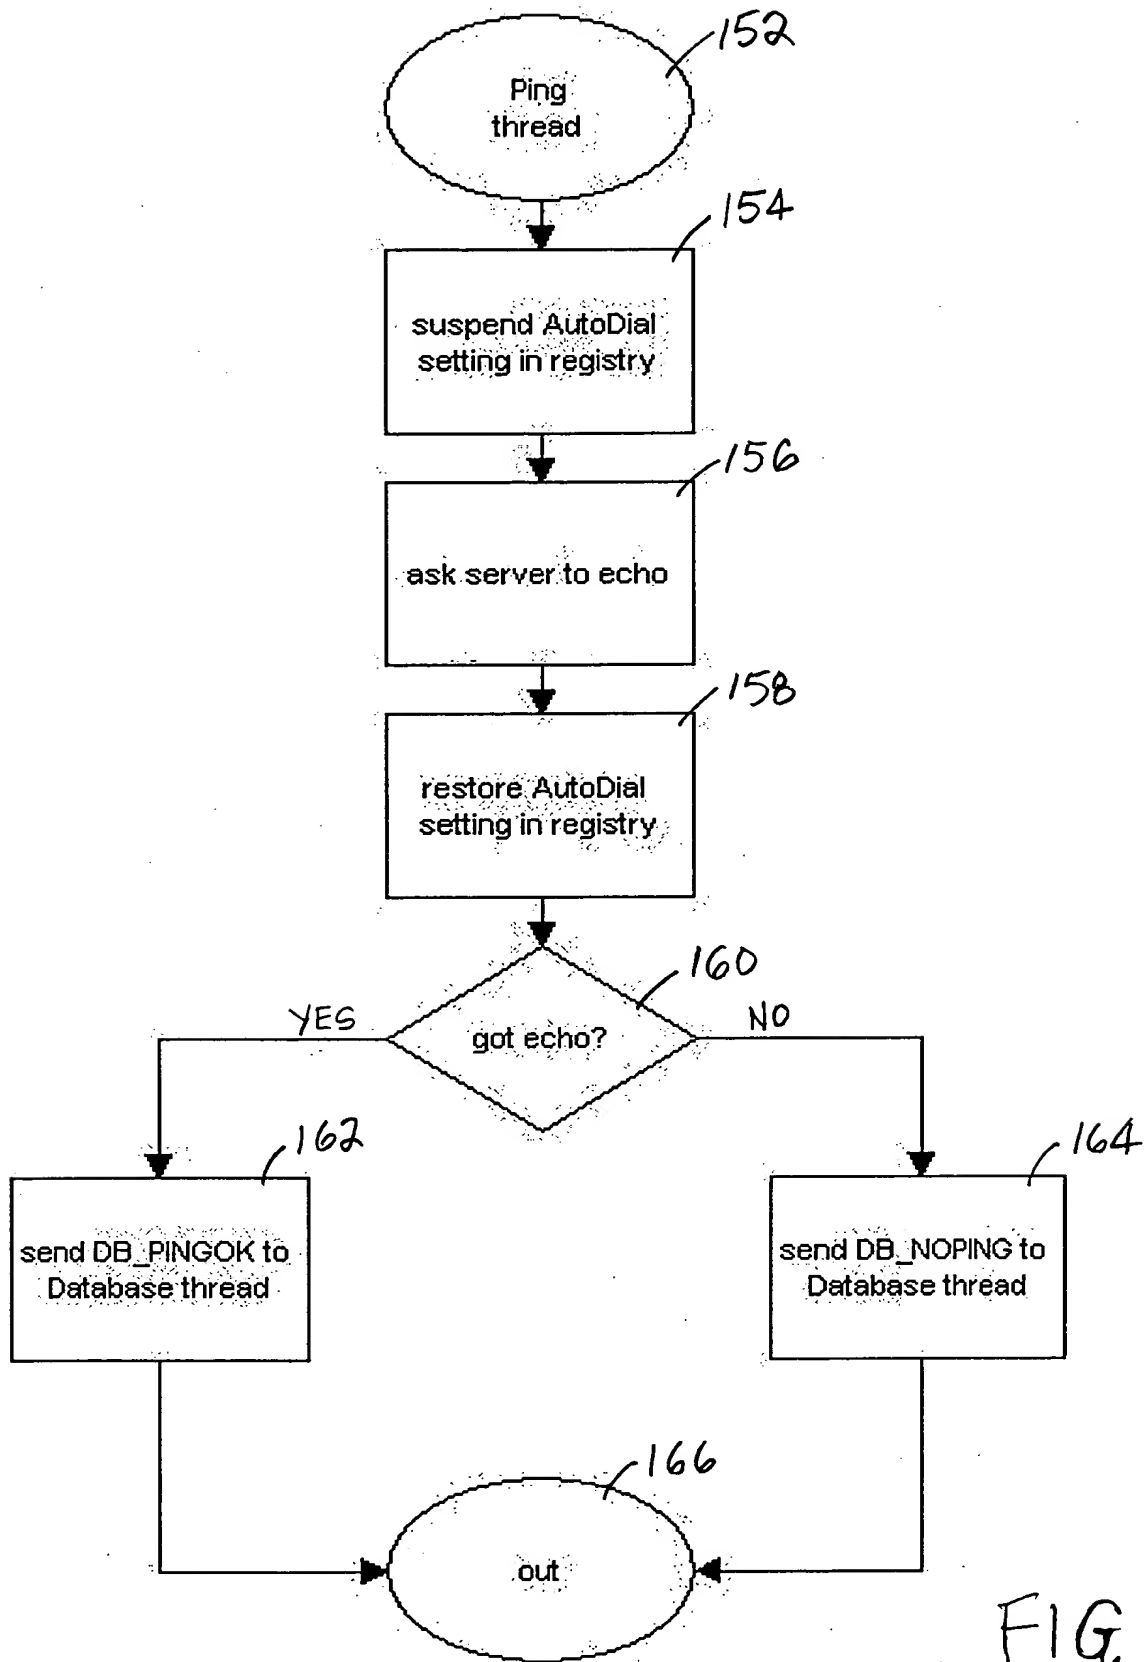 152
Ping
thread
154
suspend AutoDial
setting in registry
156
ask server to echo
158
restore AutoDial
setting in registry
160
YES
got echo?
NO
162
164
send DB_PINGOK to
Database thread
send DB_NOPING to
Database thread
166
out
FIG